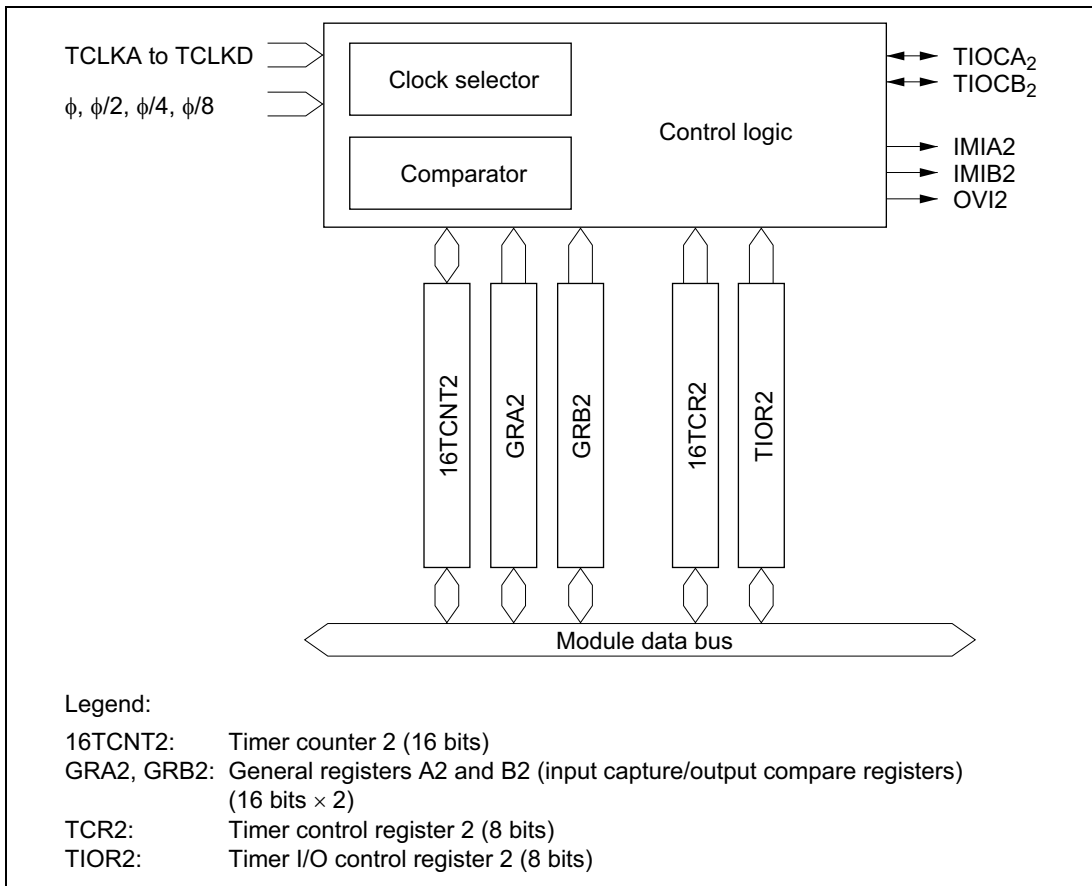 TCLKA to TCLKD
ϕ, ϕ/2, ϕ/4, ϕ/8
Clock selector
Comparator
Control logic
TIOCA2
TIOCB2
IMIA2
IMIB2
OVI2
16TCNT2
GRA2
GRB2
16TCR2
TIOR2
Module data bus
Legend:
16TCNT2: Timer counter 2 (16 bits)
GRA2, GRB2: General registers A2 and B2 (input capture/output compare registers)
(16 bits × 2)
TCR2: Timer control register 2 (8 bits)
TIOR2: Timer I/O control register 2 (8 bits)